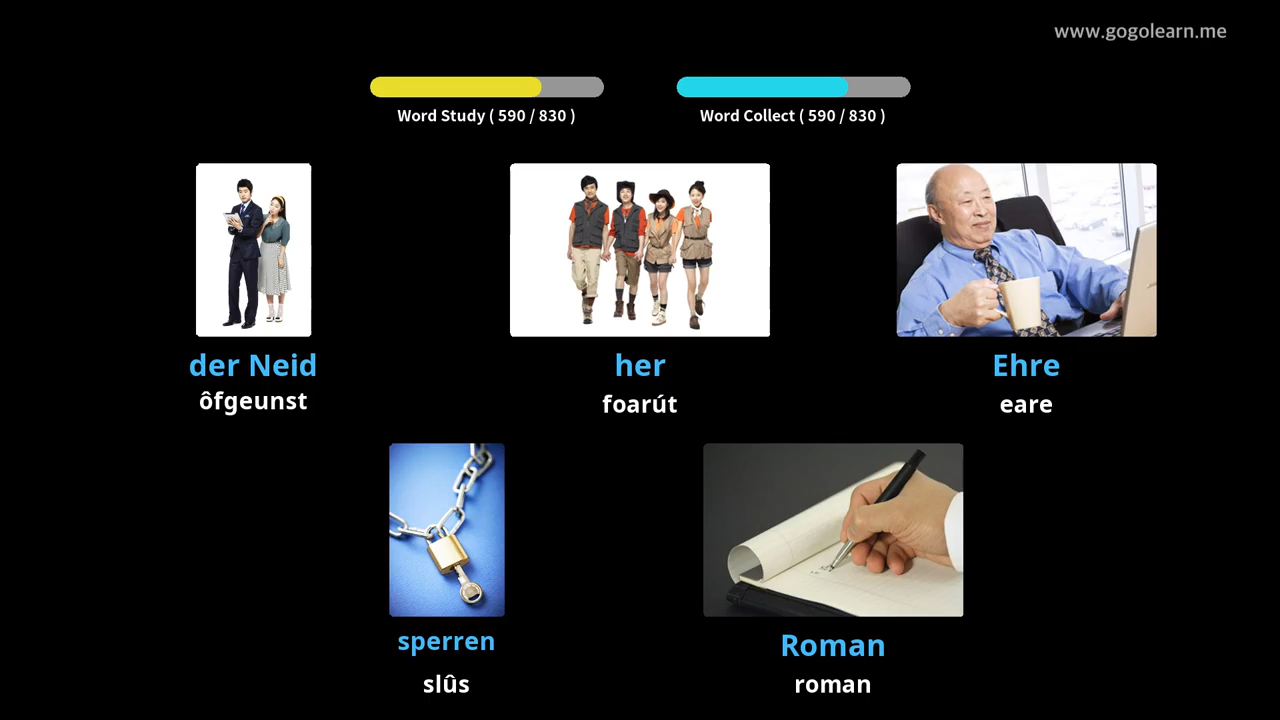 www.gogolearn.me
Word Study ( 590 / 830 )
Word Collect ( 590 / 830 )
der Neid
ôfgeunst
her
foarút
Ehre
eare
sperren
slûs
Roman
roman